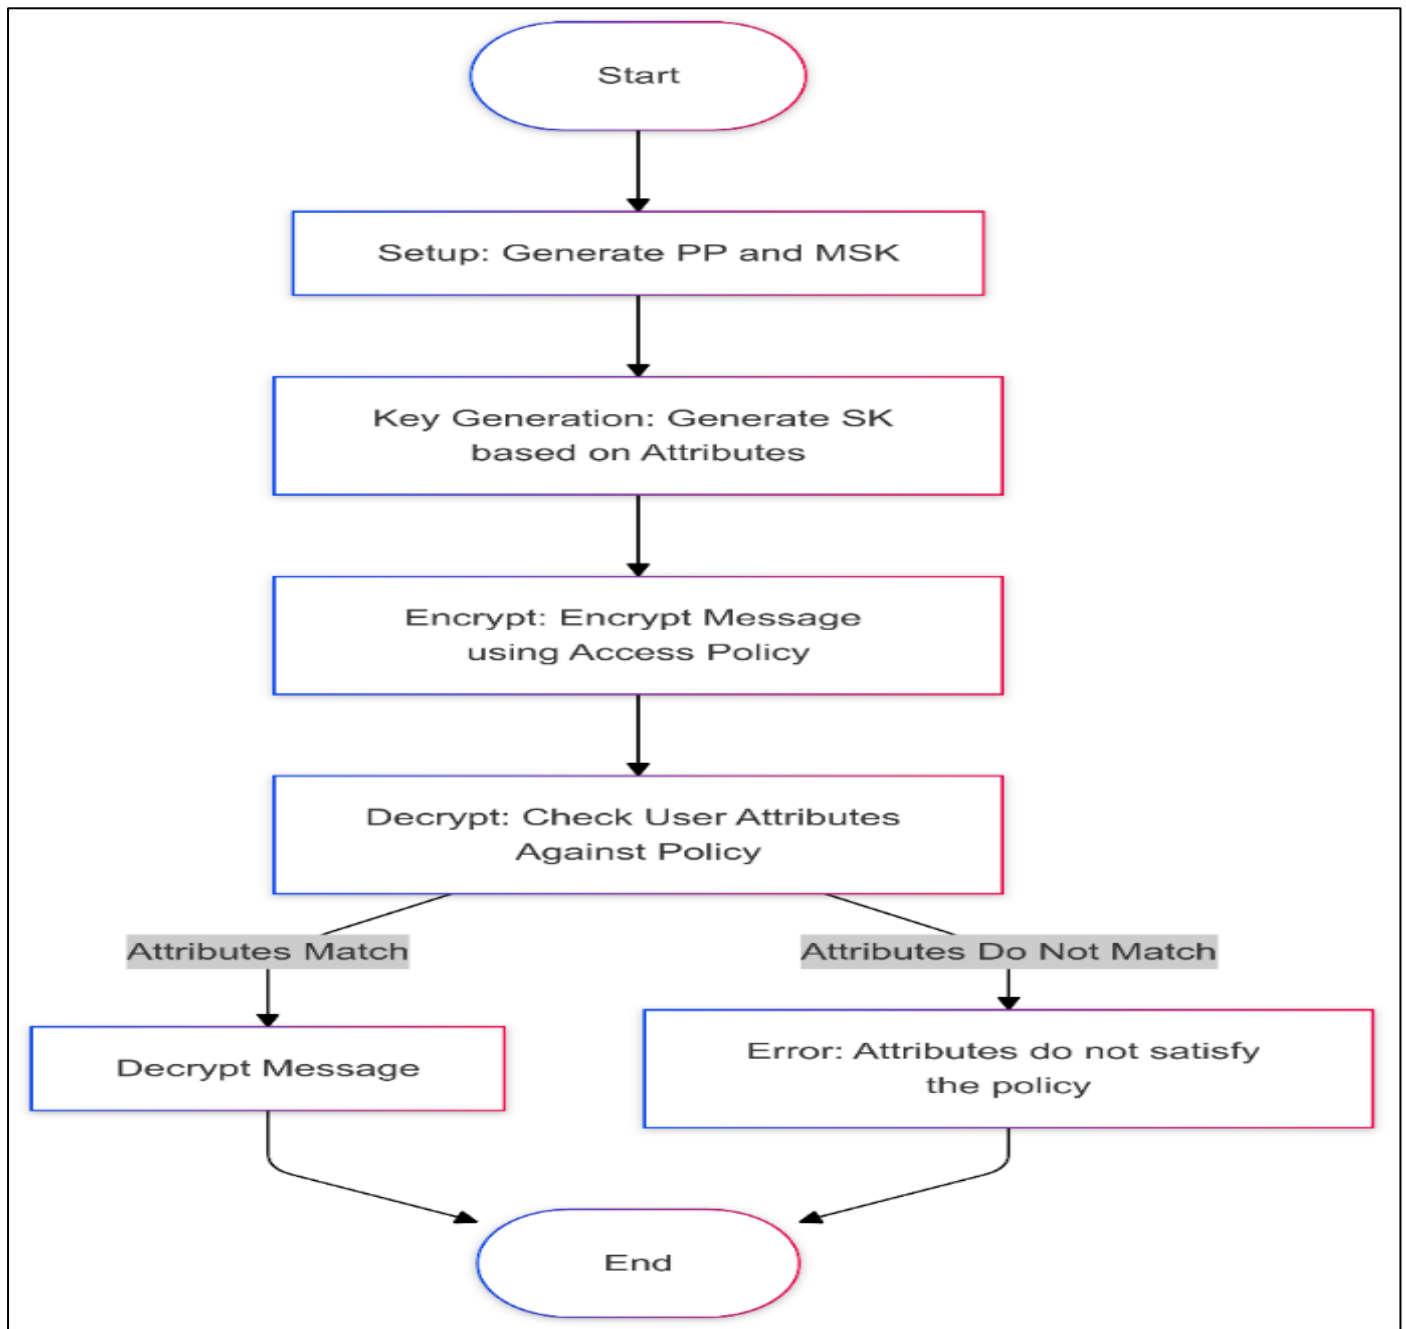 Start
Setup: Generate PP and MSK
Key Generation: Generate SK
based on Attributes
Encrypt: Encrypt Message
using Access Policy
Decrypt: Check User Attributes
Against Policy
Attributes Match
Attributes Do Not Match
Decrypt Message
Error: Attributes do not satisfy
the policy
End